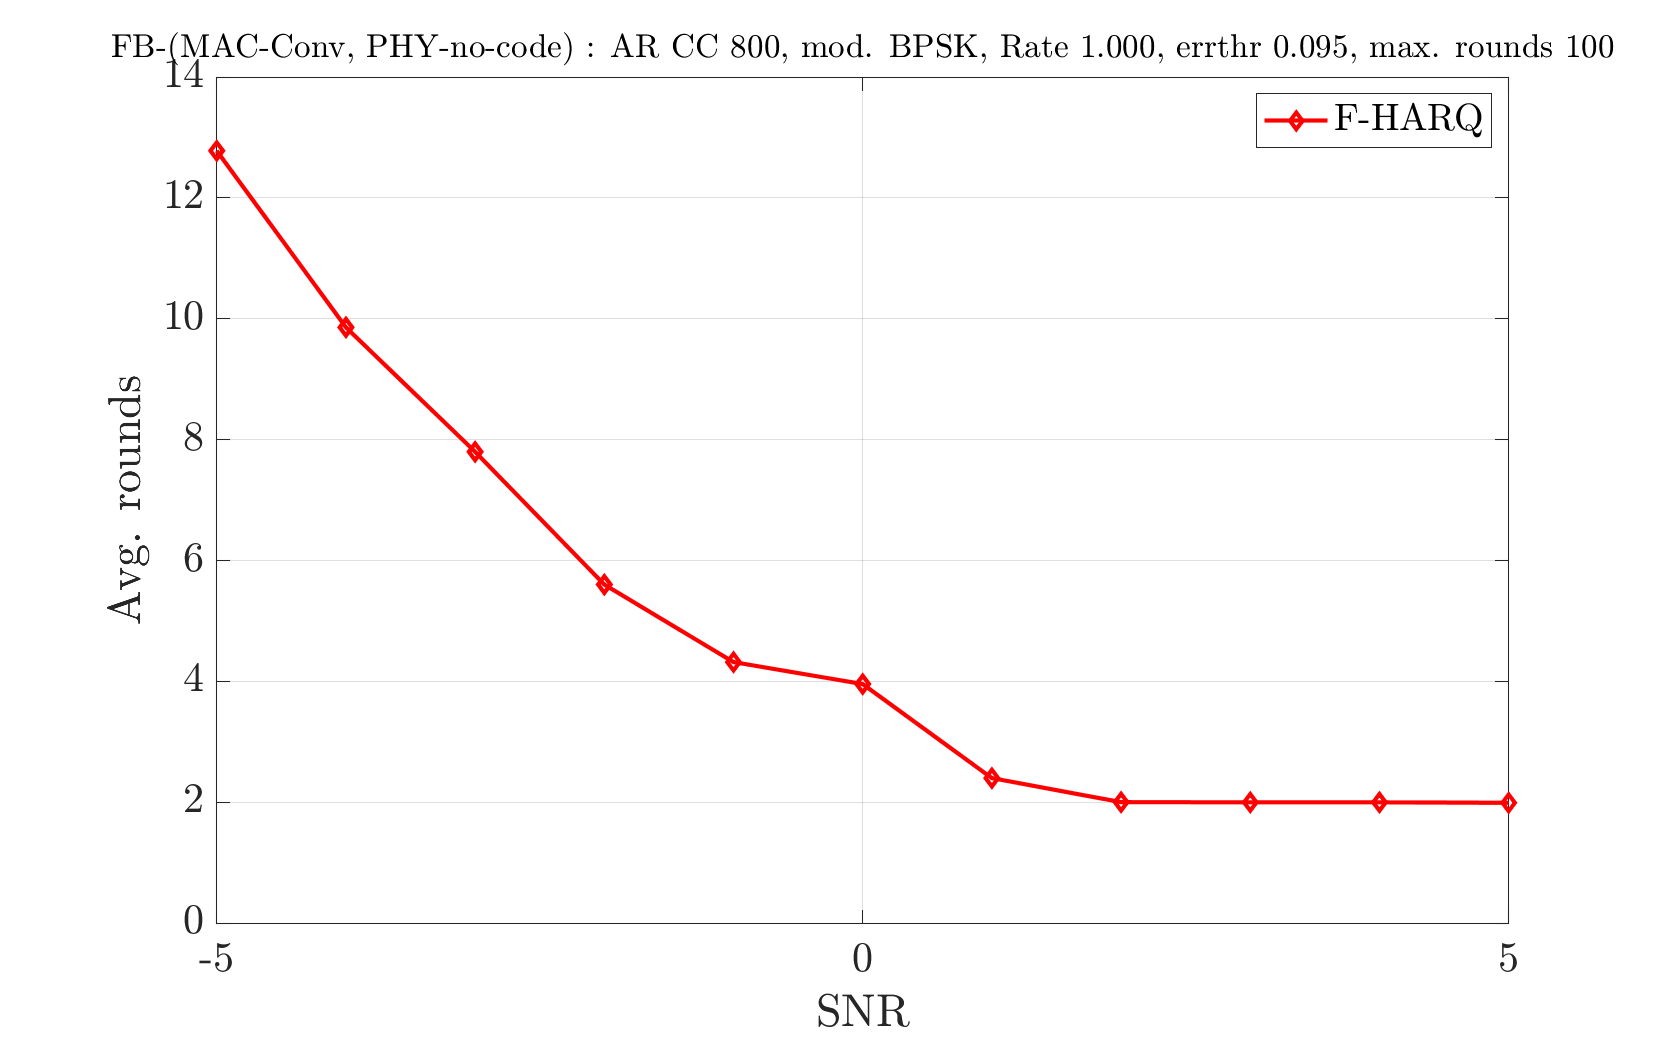 FB-(MAC-Conv, PHY-no-code) : AR CC 800, mod. BPSK, Rate 1.000, errthr 0.095, max. rounds 100
F-HARQ
14
12
10
8
6
4
2
0
Avg. rounds
-5
0
5
SNR